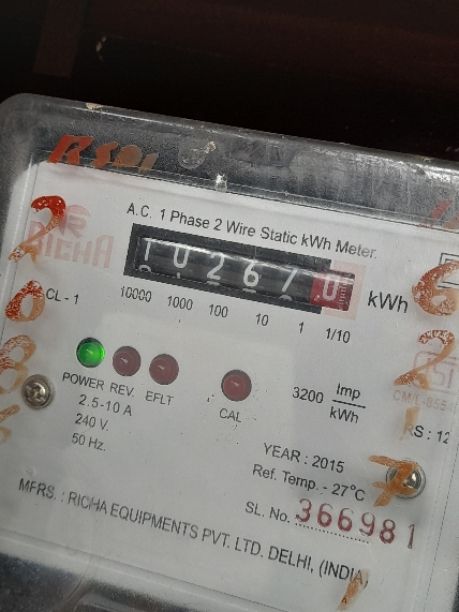 A.C. 1 Phase 2 Wire Static kWh Meter.
RICHA
102670
kWh
CL - 1
10000 1000 100 10 1 1/10
POWER REV. EFLT
CAL
3200 Imp
kWh
2.5-10 A
240 V.
50 Hz.
YEAR : 2015
Ref. Temp. - 27°C
SL. No. 366981
MFRS. : RICHA EQUIPMENTS PVT. LTD. DELHI, (INDIA)